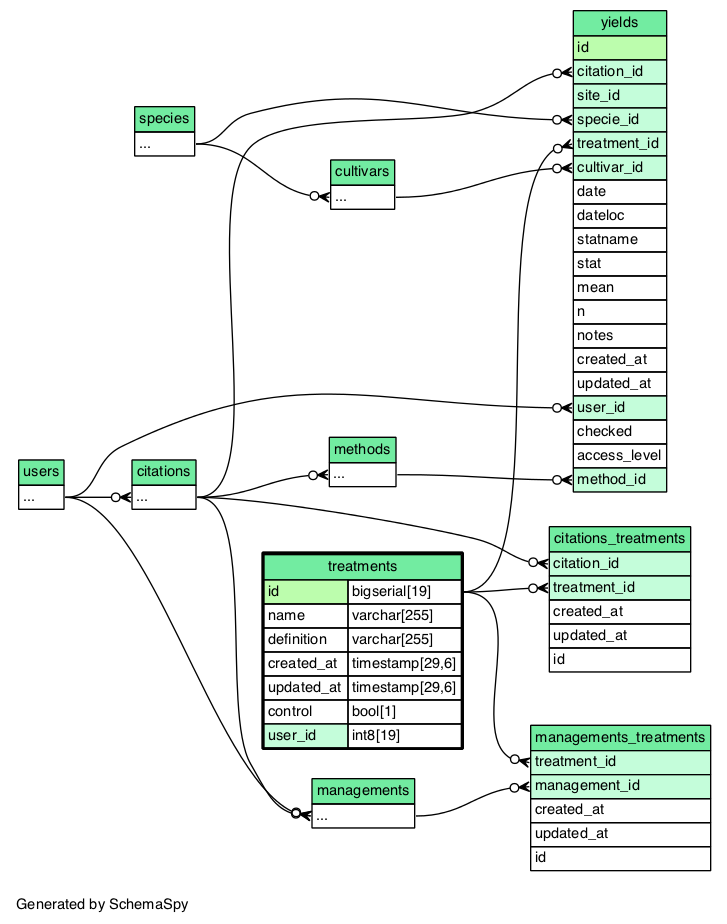 yields
id
citation_id
site_id
specie_id
treatment_id
cultivar_id
date
dateloc
statname
stat
mean
n
notes
created_at
updated_at
user_id
checked
access_level
method_id
species
...
cultivars
...
users
...
citations
...
methods
...
citations_treatments
citation_id
treatment_id
created_at
updated_at
id
treatments
id bigserial[19]
name varchar[255]
definition varchar[255]
created_at timestamp[29,6]
updated_at timestamp[29,6]
control bool[1]
user_id int8[19]
managements_treatments
treatment_id
management_id
created_at
updated_at
id
managements
...
Generated by SchemaSpy